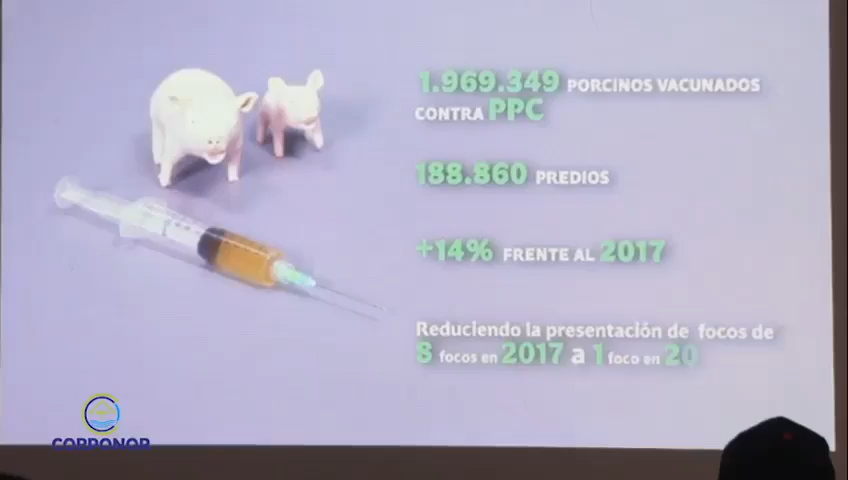 1.969.349 PORCINOS VACUNADOS
CONTRA PPC
188.860 PREDIOS
+14% FRENTE AL 2017
Reduciendo la presentación de focos de
8 focos en 2017 a 1 foco en 20
CORPONOR